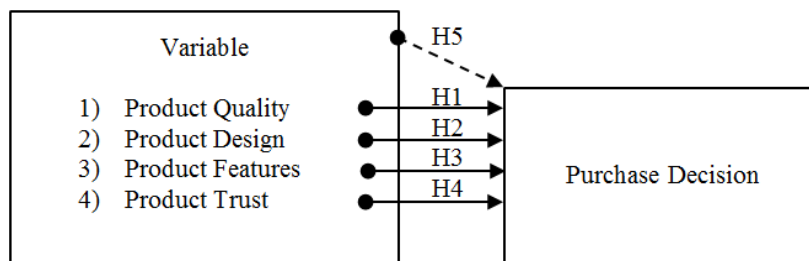 Variable
H5
1) Product Quality
H1
2) Product Design
H2
3) Product Features
H3
4) Product Trust
H4
Purchase Decision